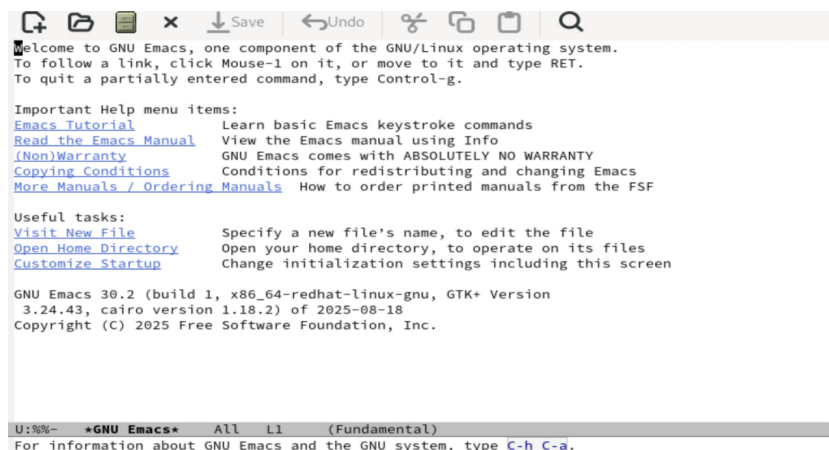 Save Undo
Welcome to GNU Emacs, one component of the GNU/Linux operating system.
To follow a link, click Mouse-1 on it, or move to it and type RET.
To quit a partially entered command, type Control-g.
Important Help menu items:
Emacs Tutorial Learn basic Emacs keystroke commands
Read the Emacs Manual View the Emacs manual using Info
(Non)Warranty GNU Emacs comes with ABSOLUTELY NO WARRANTY
Copying Conditions Conditions for redistributing and changing Emacs
More Manuals / Ordering Manuals How to order printed manuals from the FSF
Useful tasks:
Visit New File Specify a new file’s name, to edit the file
Open Home Directory Open your home directory, to operate on its files
Customize Startup Change initialization settings including this screen
GNU Emacs 30.2 (build 1, x86_64-redhat-linux-gnu, GTK+ Version
3.24.43, cairo version 1.18.2) of 2025-08-18
Copyright (C) 2025 Free Software Foundation, Inc.
U:%%- *GNU Emacs* All L1 (Fundamental)
For information about GNU Emacs and the GNU system, type C-h C-a.